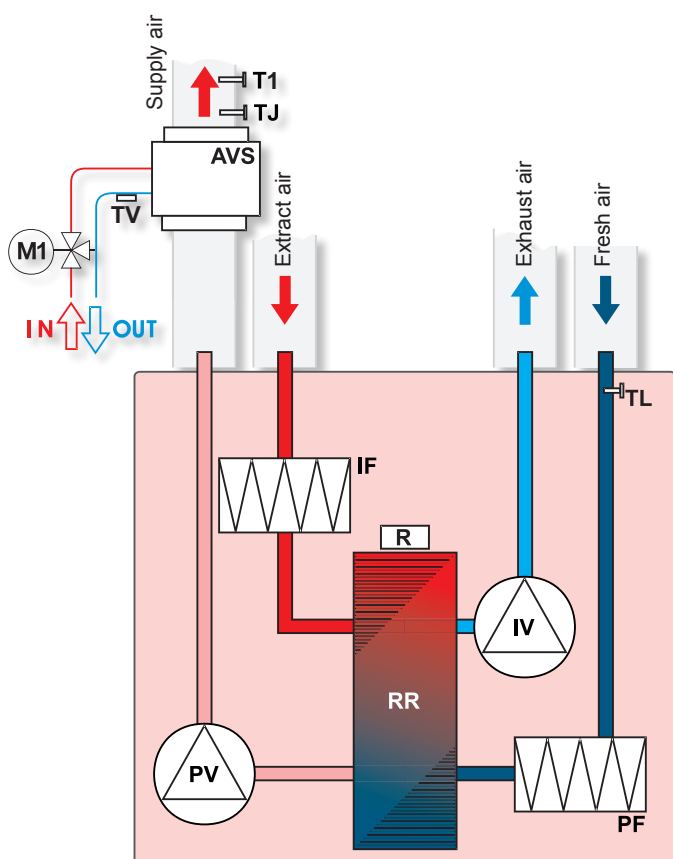 Supply air
T1
TJ
AVS
TV
M1
IN
OUT
Extract air
Exhaust air
Fresh air
TL
IF
R
IV
RR
PV
PF